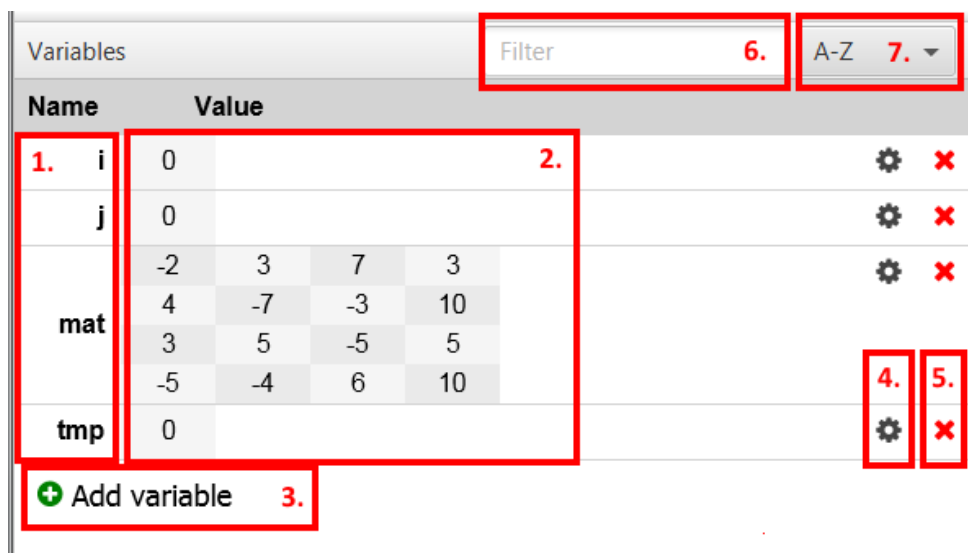 Variables Filter 6. A-Z 7.
Name Value
1. i 0 2.
j 0
-2 3 7 3
4 -7 -3 10
mat
3 5 -5 5
-5 -4 6 10 4. 5.
tmp 0
Add variable 3.